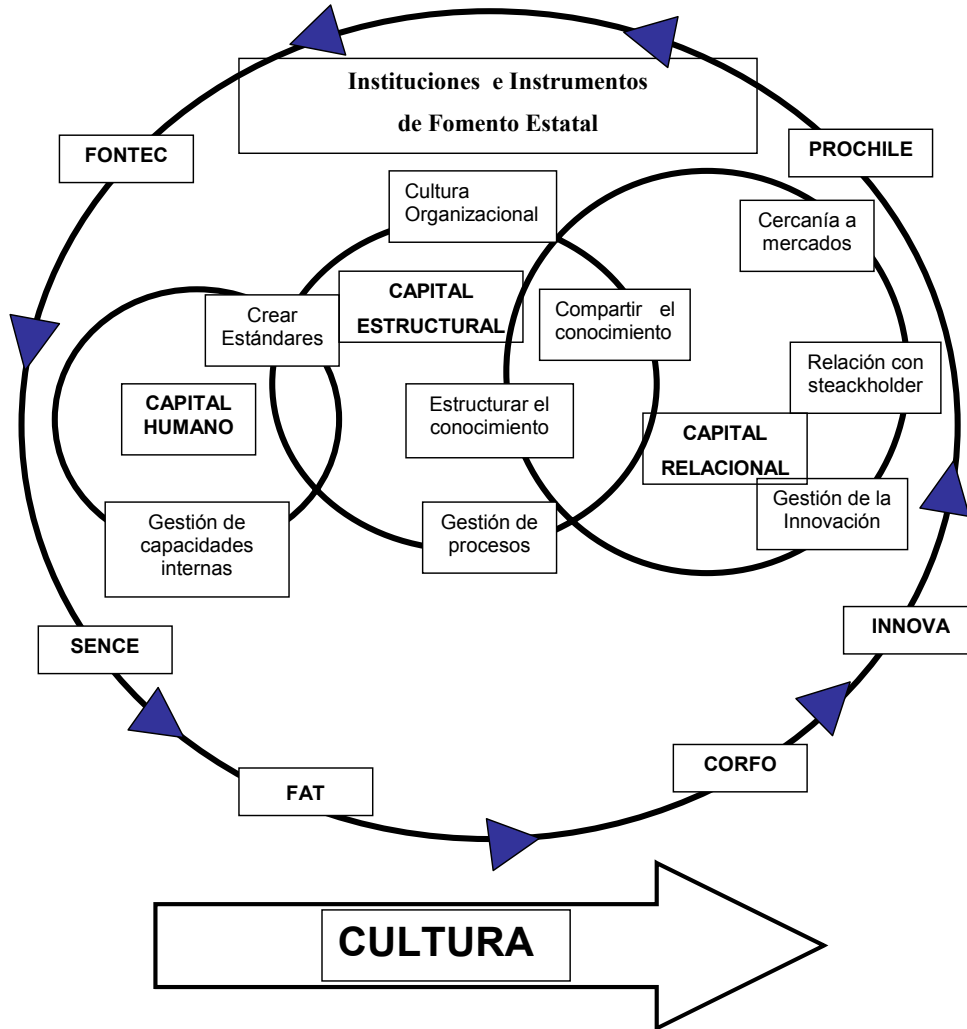 Instituciones e Instrumentos
de Fomento Estatal
FONTEC
PROCHILE
Cultura
Organizacional
Cercanía a
mercados
CAPITAL
ESTRUCTURAL
Crear
Estándares
Compartir el
conocimiento
Relación con
steackholder
CAPITAL
HUMANO
Estructurar el
conocimiento
CAPITAL
RELACIONAL
Gestión de
capacidades
internas
Gestión de
procesos
Gestión de la
Innovación
SENCE
INNOVA
FAT
CORFO
CULTURA